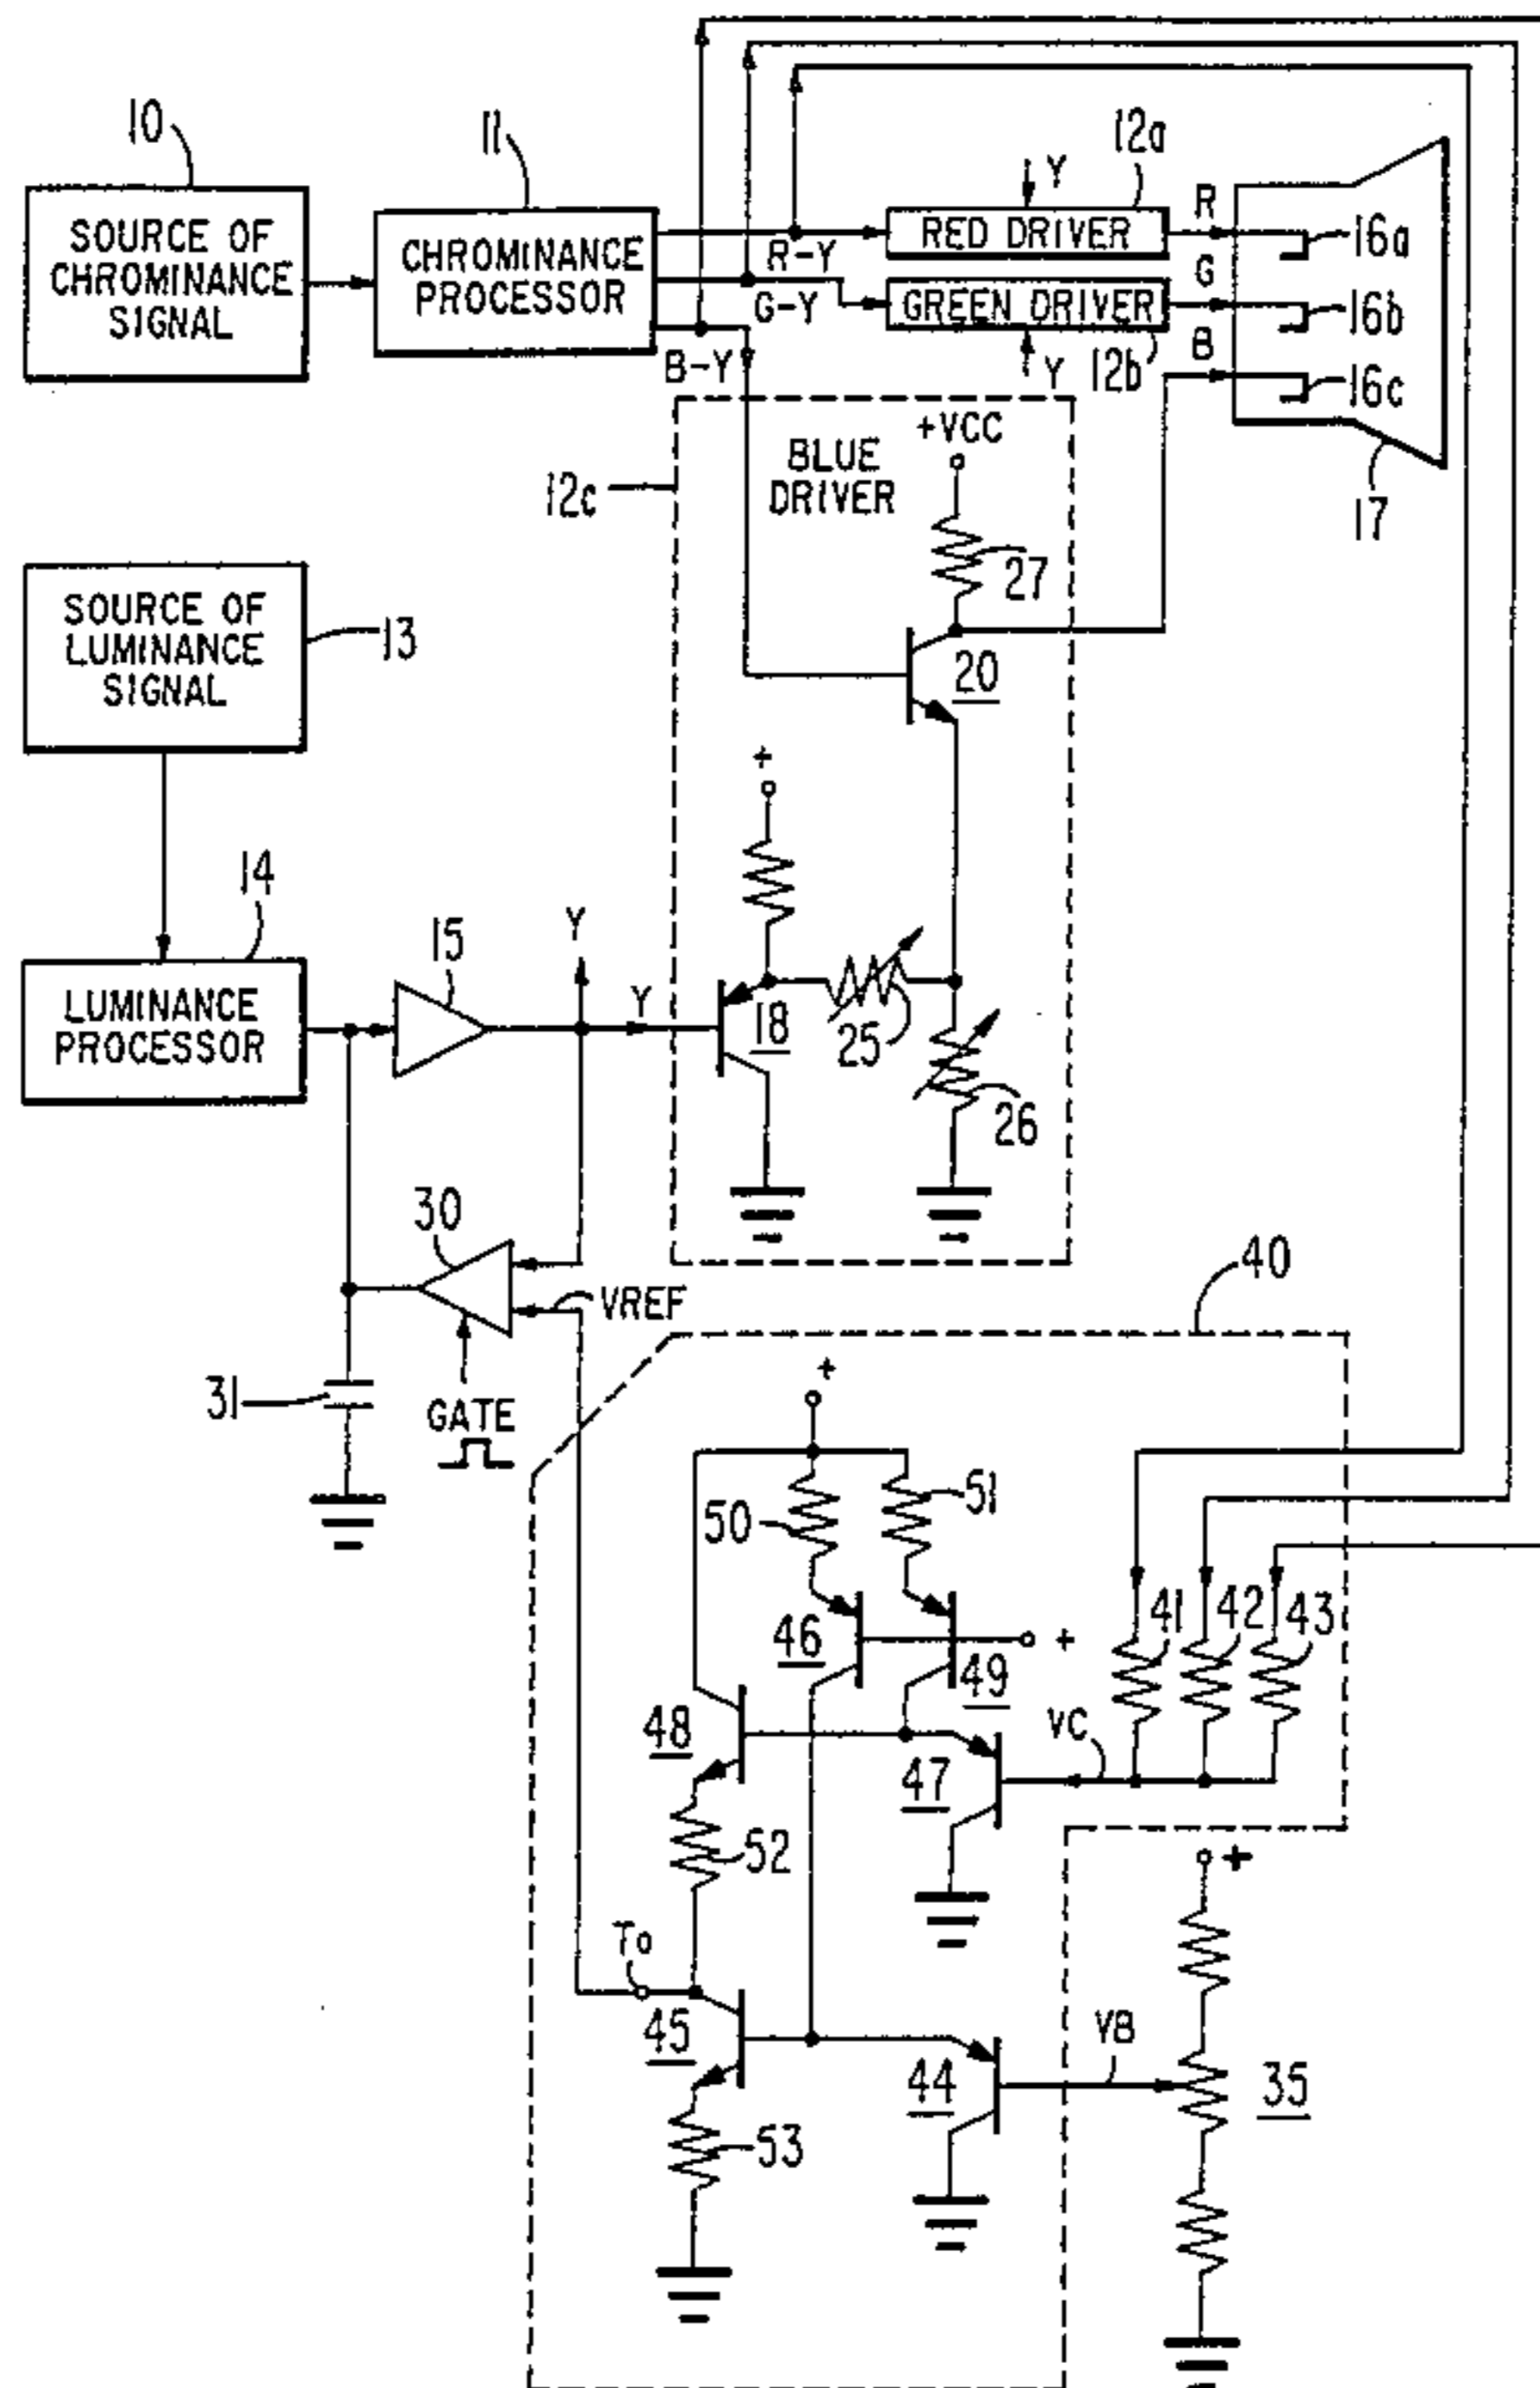 10
11
12a
Y
SOURCE OF
CHROMINANCE
SIGNAL
CHROMINANCE
PROCESSOR
R-Y
G-Y
B-Y
RED DRIVER
GREEN DRIVER
Y
12b
R
G
B
16a
16b
16c
17
12c
BLUE
DRIVER
+VCC
27
20
SOURCE OF
LUMINANCE
SIGNAL
13
+
14
15
Y
Y
LUMINANCE
PROCESSOR
18
25
26
30
VREF
40
31
GATE
+
50
51
46
49
+
41
42
43
48
47
VC
52
+
To
45
44
VB
35
53